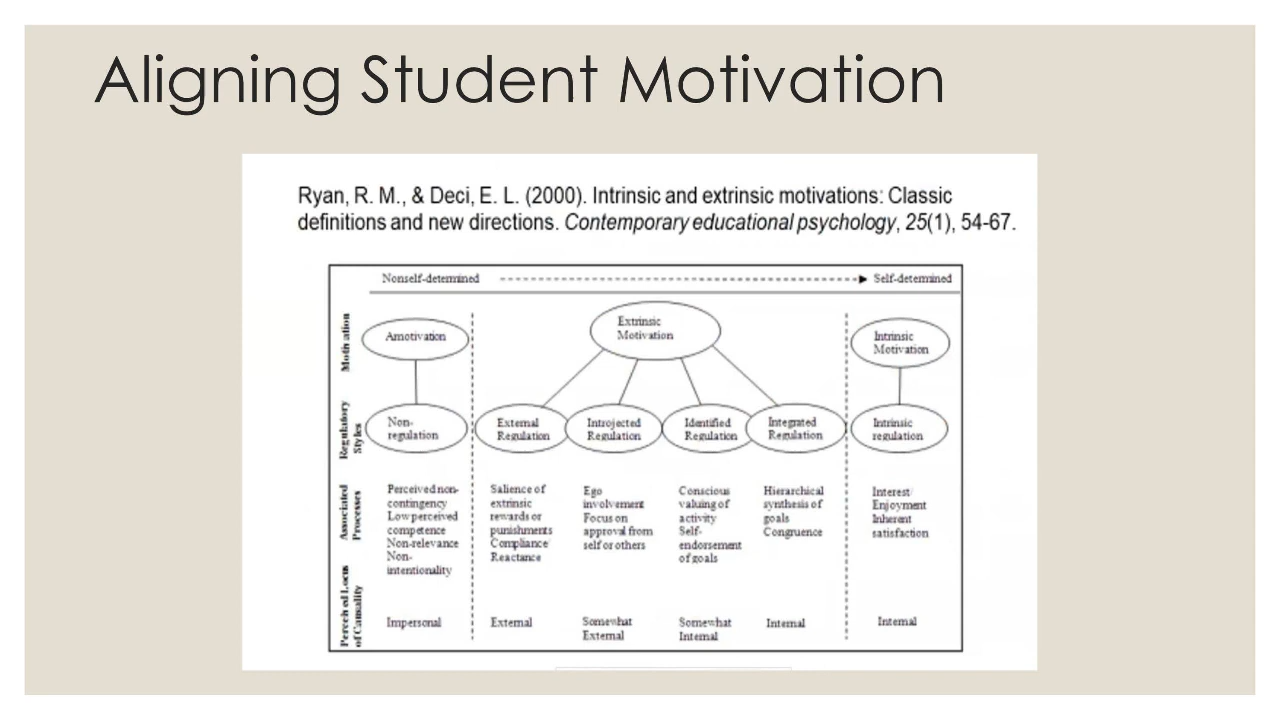 Aligning Student Motivation
Ryan, R. M., & Deci, E. L. (2000). Intrinsic and extrinsic motivations: Classic
definitions and new directions. Contemporary educational psychology, 25(1), 54-67.
Nonself-determined
Self-determined
Motivation
Amotivation
Extrinsic
Motivation
Intrinsic
Motivation
Regulatory
Styles
Non-
regulation
External
Regulation
Introjected
Regulation
Identified
Regulation
Integrated
Regulation
Intrinsic
regulation
Associated
Processes
Perceived non-
contingency
Low perceived
competence
Non-relevance
Non-
intentionality
Salience of
extrinsic
rewards or
punishments
Compliance/
Reactance
Ego
involvement
Focus on
approval from
self or others
Conscious
valuing of
activity
Self-
endorsement
of goals
Hierarchical
synthesis of
goals
Congruence
Interest/
Enjoyment
Inherent
satisfaction
Perceived Locus
of Causality
Impersonal
External
Somewhat
External
Somewhat
Internal
Internal
Internal